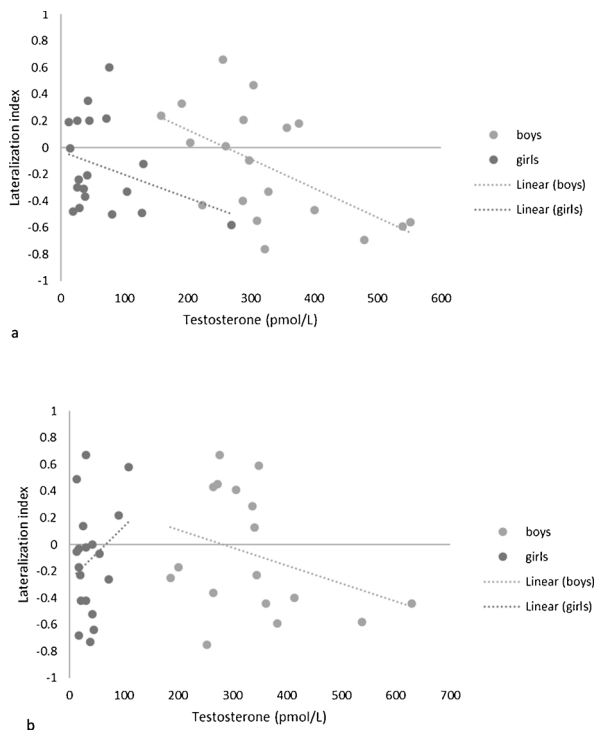 1
0.8
0.6
0.4
0.2
0
-0.2
-0.4
-0.6
-0.8
-1
Lateralization index
0 100 200 300 400 500 600
Testosterone (pmol/L)
boys
girls
Linear (boys)
Linear (girls)
a
1
0.8
0.6
0.4
0.2
0
-0.2
-0.4
-0.6
-0.8
-1
Lateralization index
0 100 200 300 400 500 600 700
Testosterone (pmol/L)
boys
girls
Linear (boys)
Linear (girls)
b